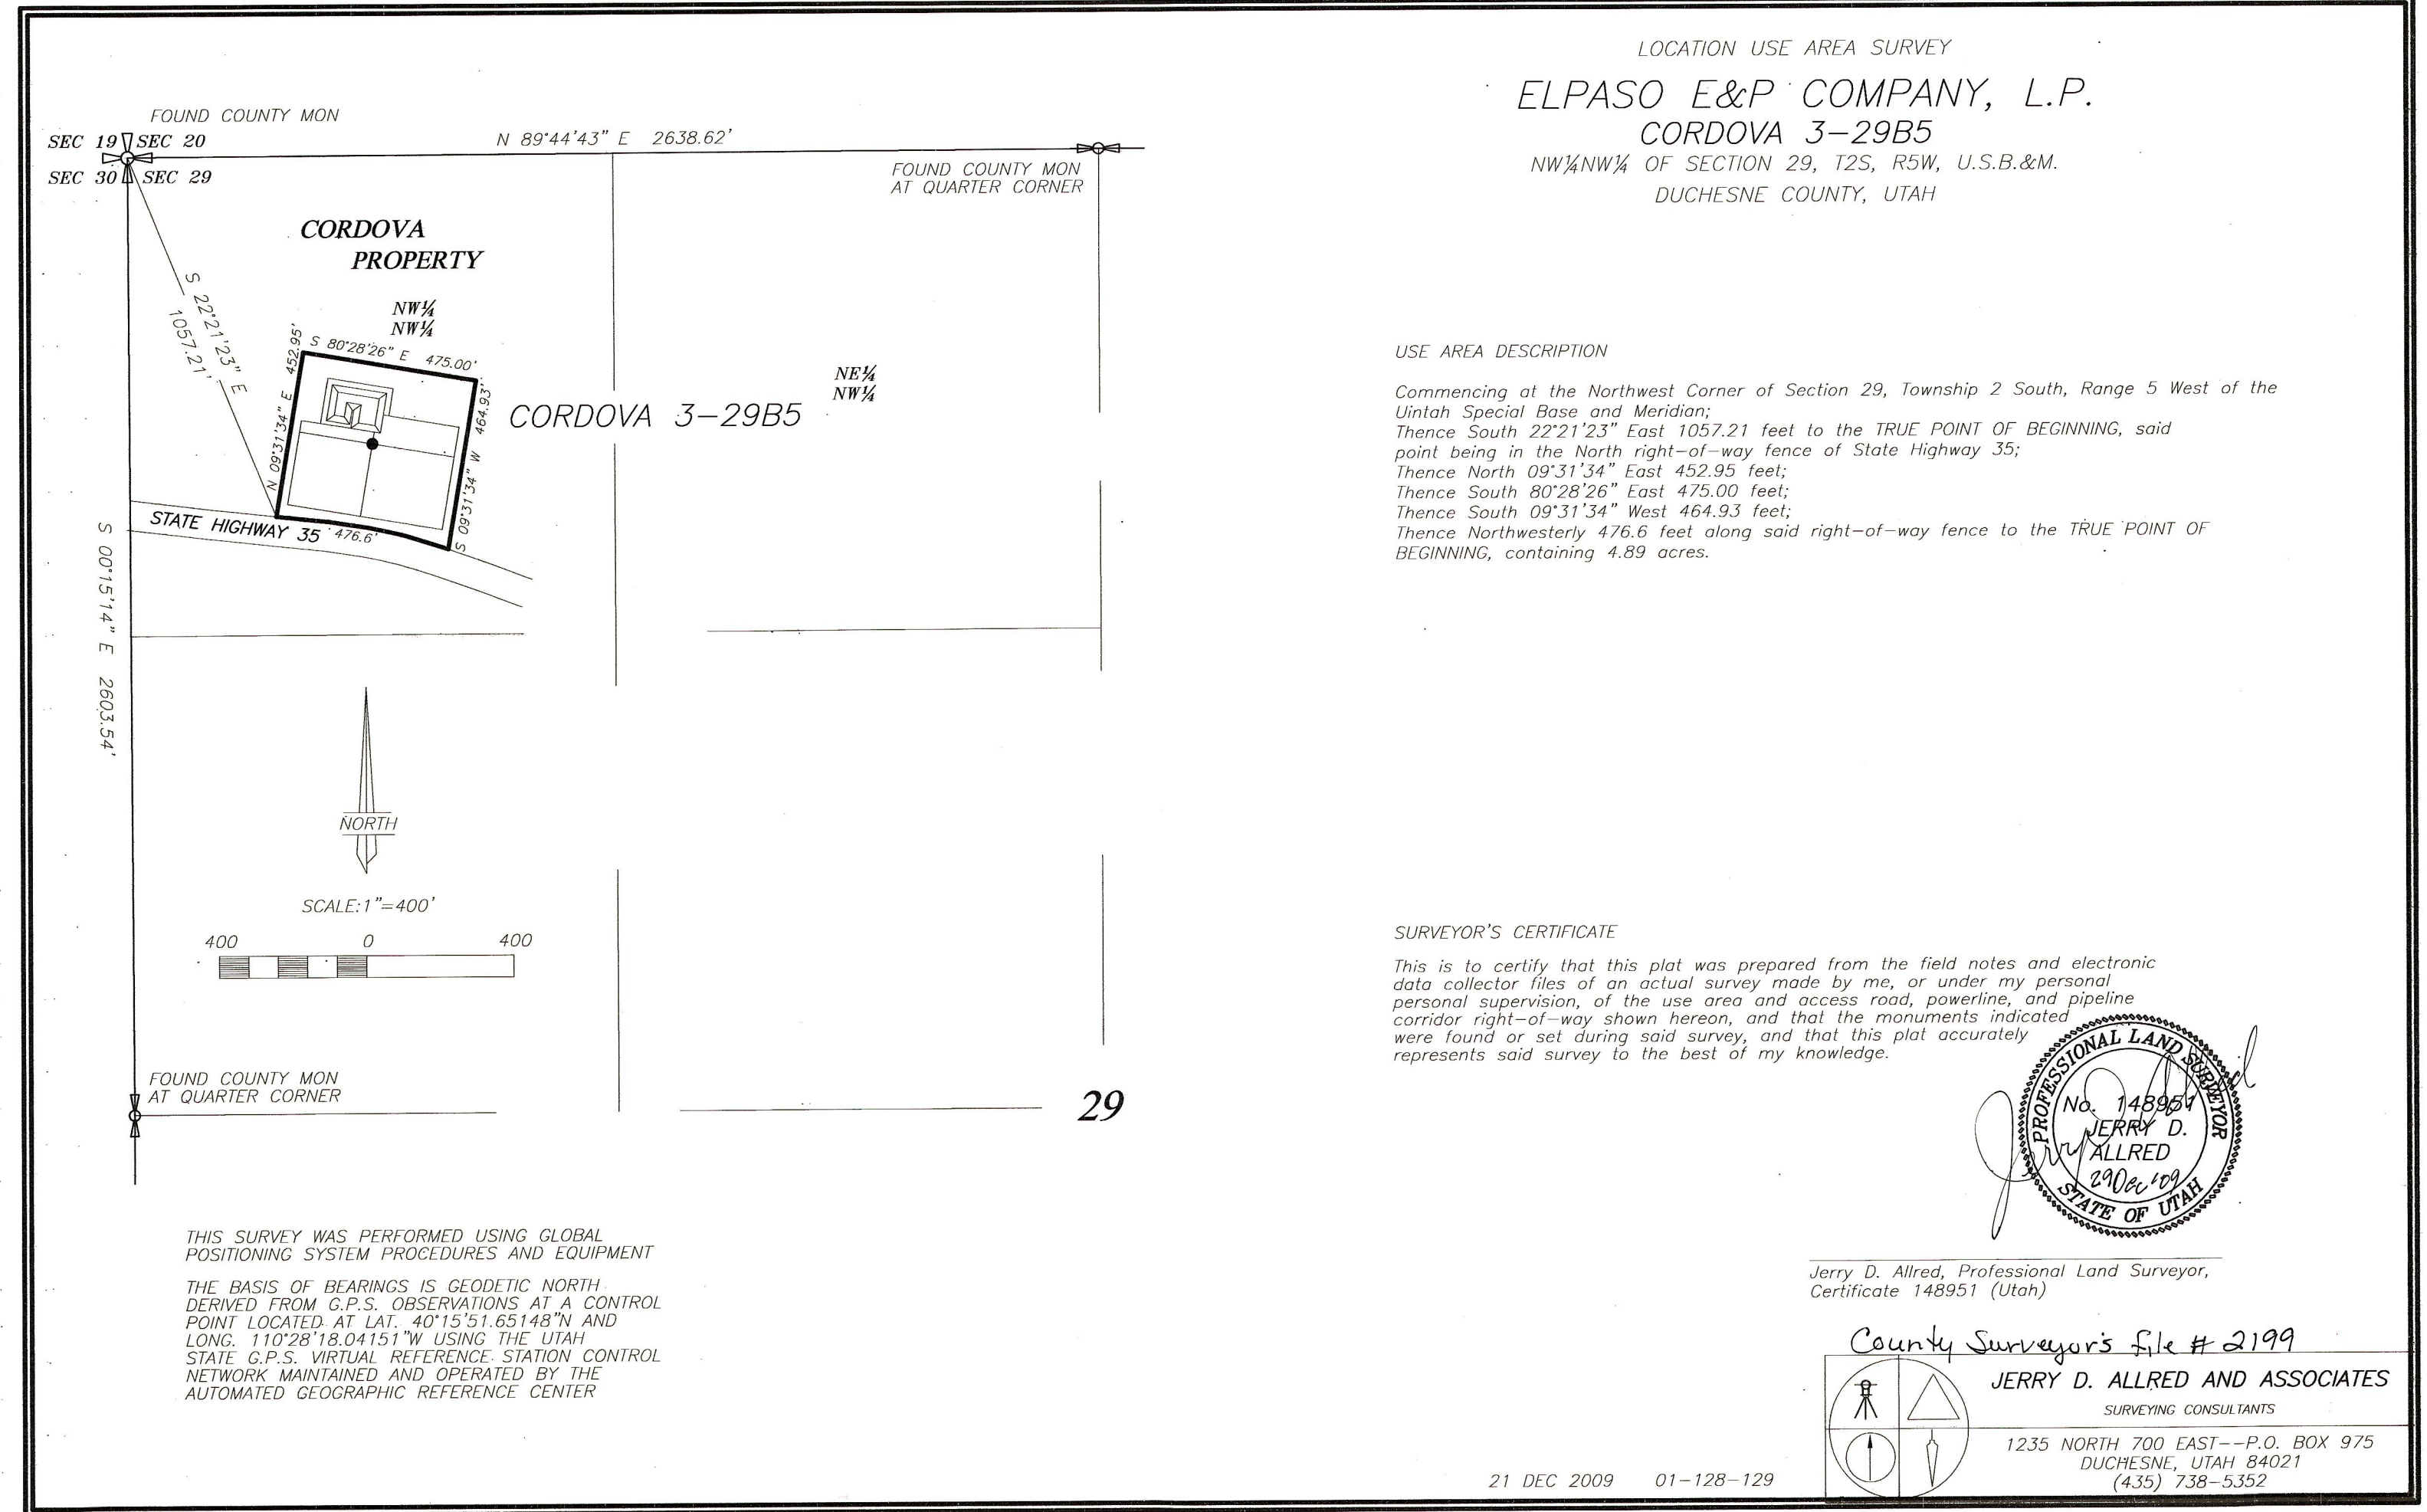 LOCATION USE AREA SURVEY
ELPASO E&P COMPANY, L.P.
CORDOVA 3-29B5
NW¼NW¼ OF SECTION 29, T2S, R5W, U.S.B.&M.
DUCHESNE COUNTY, UTAH
FOUND COUNTY MON
SEC 19 SEC 20
SEC 30 SEC 29
N 89°44'43" E 2638.62'
FOUND COUNTY MON
AT QUARTER CORNER
CORDOVA
PROPERTY
NW¼
NW¼
S 22°21'23" E
1057.21'
N 09°31'34" E 452.95'
S 80°28'26" E 475.00'
S 09°31'34" W 464.93'
CORDOVA 3-29B5
NE¼
NW¼
STATE HIGHWAY 35 476.6'
S 00°15'14" E 2603.54'
NORTH
SCALE: 1"=400'
400 0 400
FOUND COUNTY MON
AT QUARTER CORNER
29
THIS SURVEY WAS PERFORMED USING GLOBAL
POSITIONING SYSTEM PROCEDURES AND EQUIPMENT
THE BASIS OF BEARINGS IS GEODETIC NORTH
DERIVED FROM G.P.S. OBSERVATIONS AT A CONTROL
POINT LOCATED AT LAT. 40°15'51.65148"N AND
LONG. 110°28'18.04151"W USING THE UTAH
STATE G.P.S. VIRTUAL REFERENCE STATION CONTROL
NETWORK MAINTAINED AND OPERATED BY THE
AUTOMATED GEOGRAPHIC REFERENCE CENTER
USE AREA DESCRIPTION
Commencing at the Northwest Corner of Section 29, Township 2 South, Range 5 West of the
Uintah Special Base and Meridian;
Thence South 22°21'23" East 1057.21 feet to the TRUE POINT OF BEGINNING, said
point being in the North right-of-way fence of State Highway 35;
Thence North 09°31'34" East 452.95 feet;
Thence South 80°28'26" East 475.00 feet;
Thence South 09°31'34" West 464.93 feet;
Thence Northwesterly 476.6 feet along said right-of-way fence to the TRUE POINT OF
BEGINNING, containing 4.89 acres.
SURVEYOR'S CERTIFICATE
This is to certify that this plat was prepared from the field notes and electronic
data collector files of an actual survey made by me, or under my personal
personal supervision, of the use area and access road, powerline, and pipeline
corridor right-of-way shown hereon, and that the monuments indicated
were found or set during said survey, and that this plat accurately
represents said survey to the best of my knowledge.
PROFESSIONAL LAND SURVEYOR
No. 148951
JERRY D.
ALLRED
29 Dec '09
STATE OF UTAH
Jerry D. Allred, Professional Land Surveyor,
Certificate 148951 (Utah)
County Surveyor's file # 2199
JERRY D. ALLRED AND ASSOCIATES
SURVEYING CONSULTANTS
1235 NORTH 700 EAST--P.O. BOX 975
DUCHESNE, UTAH 84021
(435) 738-5352
21 DEC 2009 01-128-129